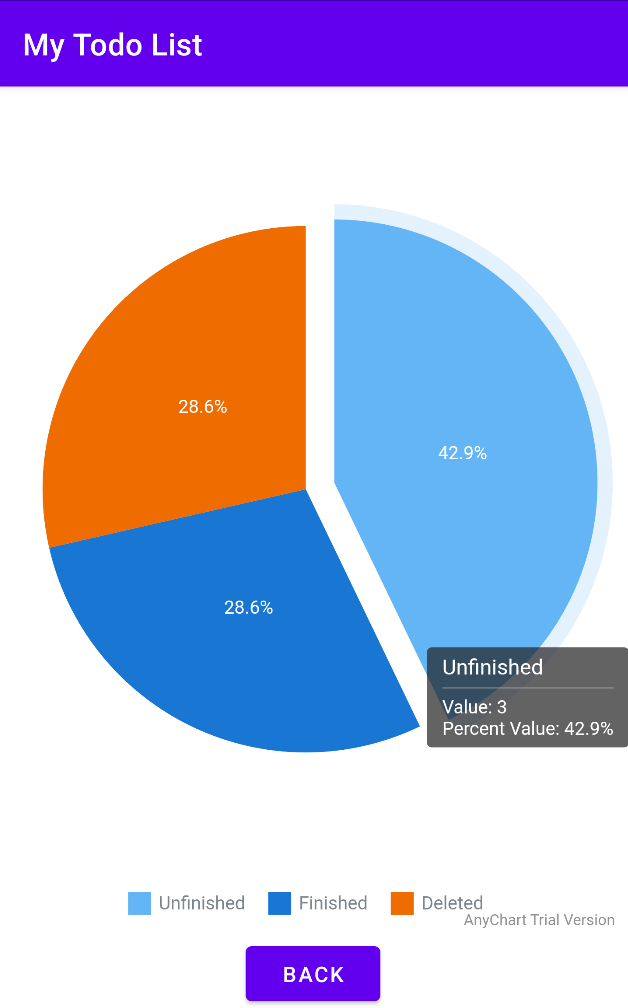 My Todo List
28.6%
42.9%
28.6%
Unfinished
Value: 3
Percent Value: 42.9%
Unfinished
Finished
Deleted
AnyChart Trial Version
BACK